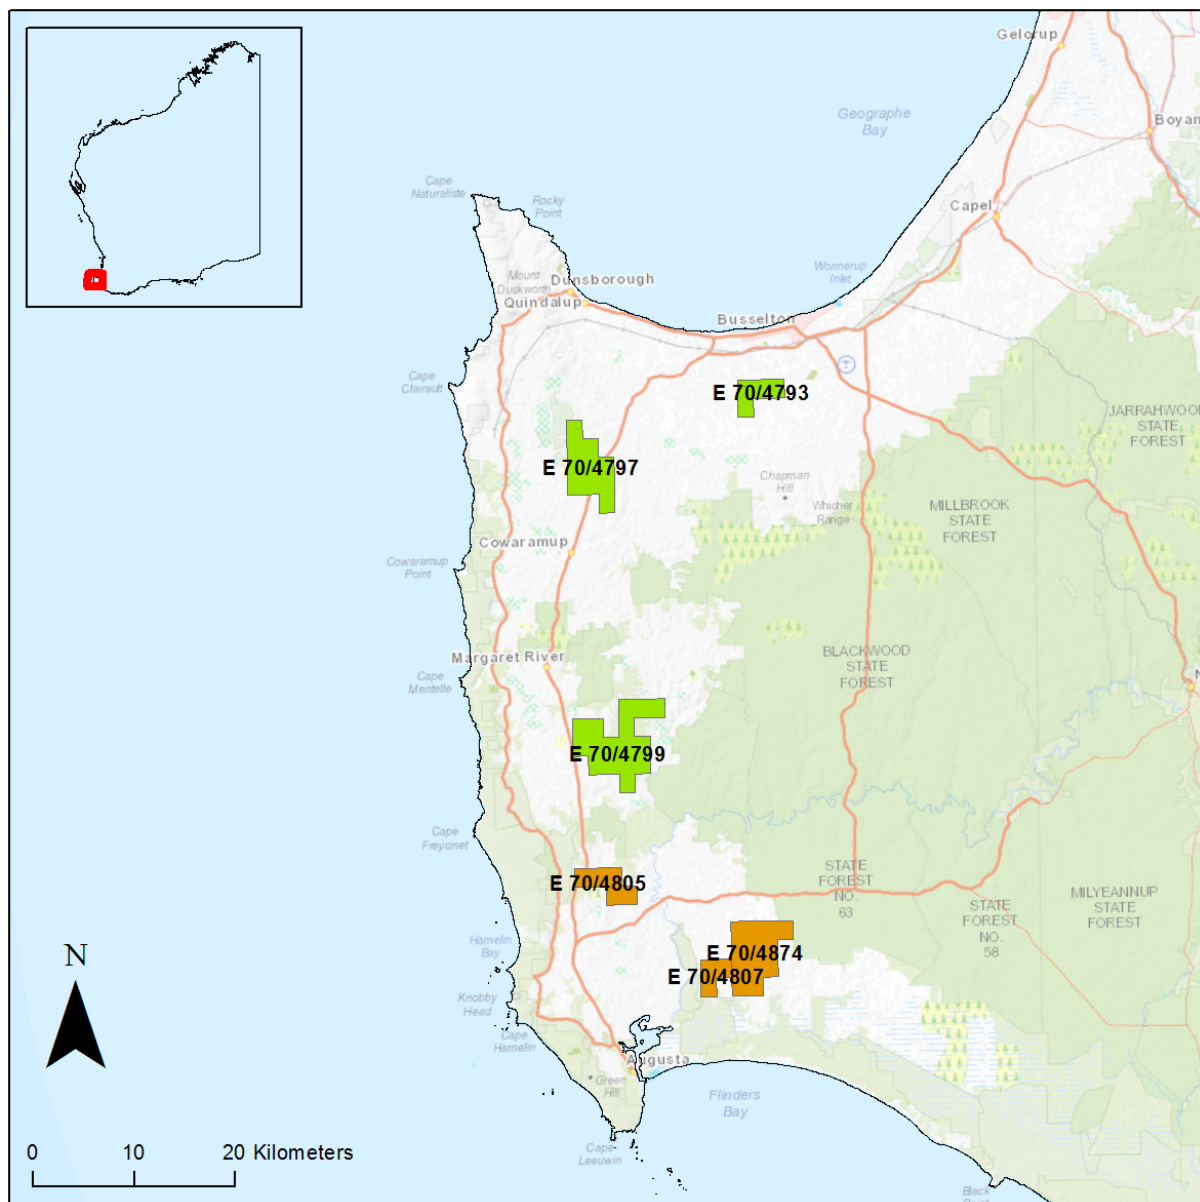 Gelorup
Geographe
Bay
Boyan
Cape
Naturaliste
Rocky
Point
Capel
Wonnerup
Inlet
Mount
Duckworth
Dunsborough
Quindalup
Busselton
Cape
Clairault
E 70/4793
JARRAHWOOD
STATE
FOREST
E 70/4797
Chapman
Hill
Whicher
Range
MILLBROOK
STATE
FOREST
Cowaramup
Cowaramup
Point
Margaret River
BLACKWOOD
STATE
FOREST
Cape
Mentelle
N
E 70/4799
Cape
Freycinet
E 70/4805
STATE
FOREST
NO.
63
STATE
FOREST
NO.
58
MILYEANNUP
STATE
FOREST
Hamelin
Bay
N
E 70/4874
E 70/4807
Knobby
Head
Cape
Hamelin
Augusta
Green
Hill
Flinders
Bay
Cape
Leeuwin
0 10 20 Kilometers
Black